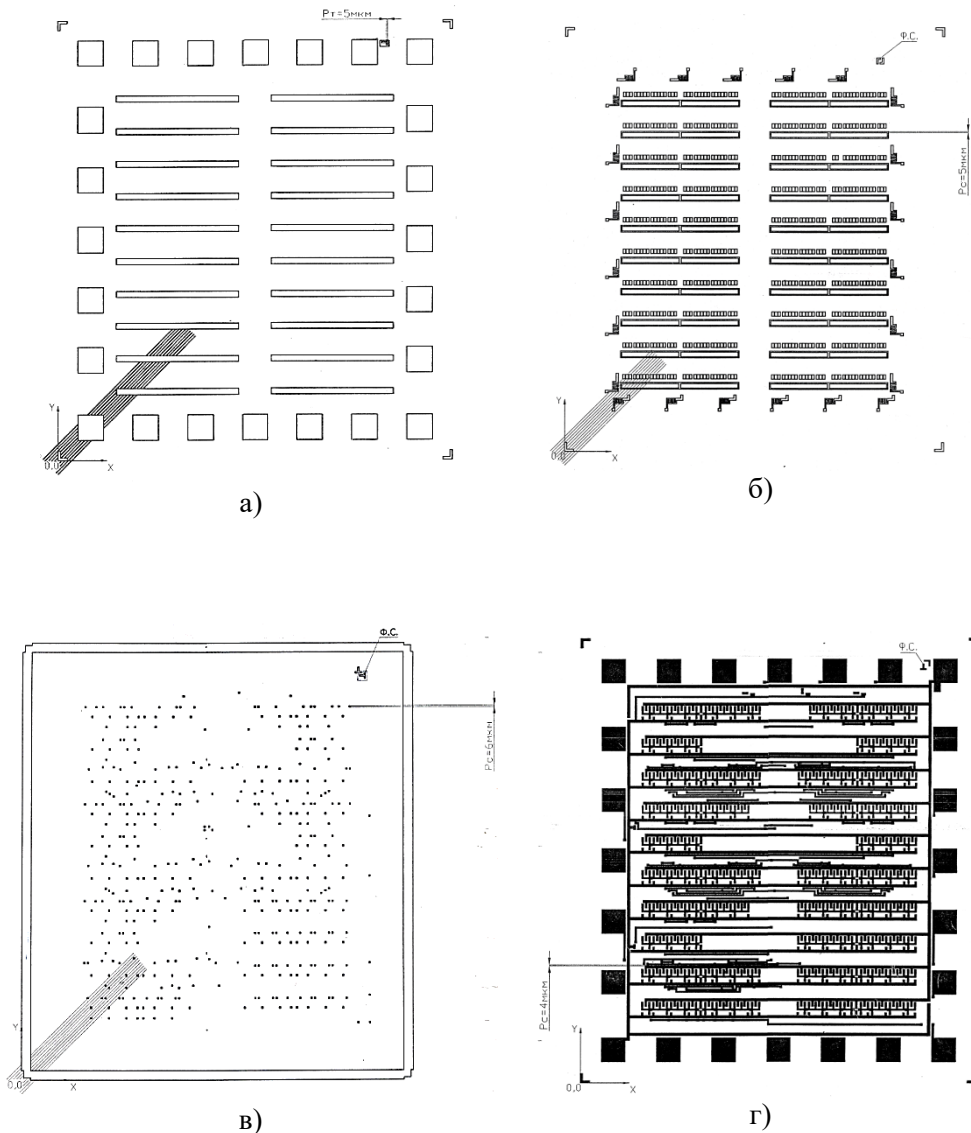 Рт=5мкм
Y
0,0
X
а)
Ф.С.
Рс=5мкм
Y
0,0
X
б)
Ф.С.
Рс=6мкм
Y
0,0
X
в)
Ф.С.
Рс=4мкм
Y
0,0
X
г)